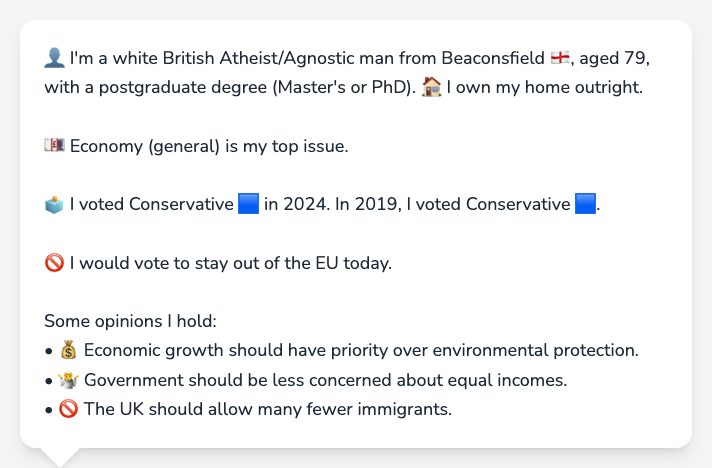 👤 I'm a white British Atheist/Agnostic man from Beaconsfield 🏴󠁧󠁢󠁥󠁮󠁧󠁿, aged 79,
with a postgraduate degree (Master's or PhD). 🏠 I own my home outright.
💷 Economy (general) is my top issue.
🗳️ I voted Conservative 🟦 in 2024. In 2019, I voted Conservative 🟦.
🚫 I would vote to stay out of the EU today.
Some opinions I hold:
• 💰 Economic growth should have priority over environmental protection.
• 🤷 Government should be less concerned about equal incomes.
• 🚫 The UK should allow many fewer immigrants.